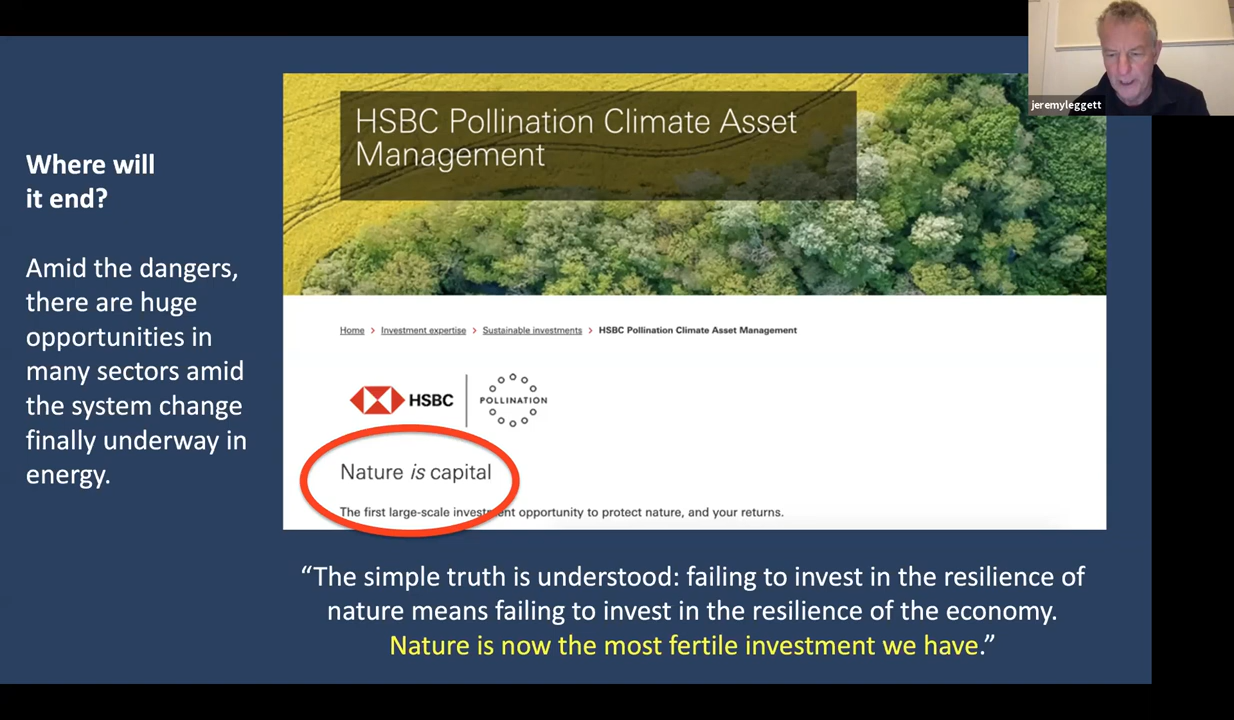 jeremyleggett
Where will
it end?
Amid the dangers,
there are huge
opportunities in
many sectors amid
the system change
finally underway in
energy.
HSBC Pollination Climate Asset
Management
Home > Investment expertise > Sustainable investments > HSBC Pollination Climate Asset Management
HSBC
POLLINATION
Nature is capital
The first large-scale investment opportunity to protect nature, and your returns.
“The simple truth is understood: failing to invest in the resilience of
nature means failing to invest in the resilience of the economy.
Nature is now the most fertile investment we have.”